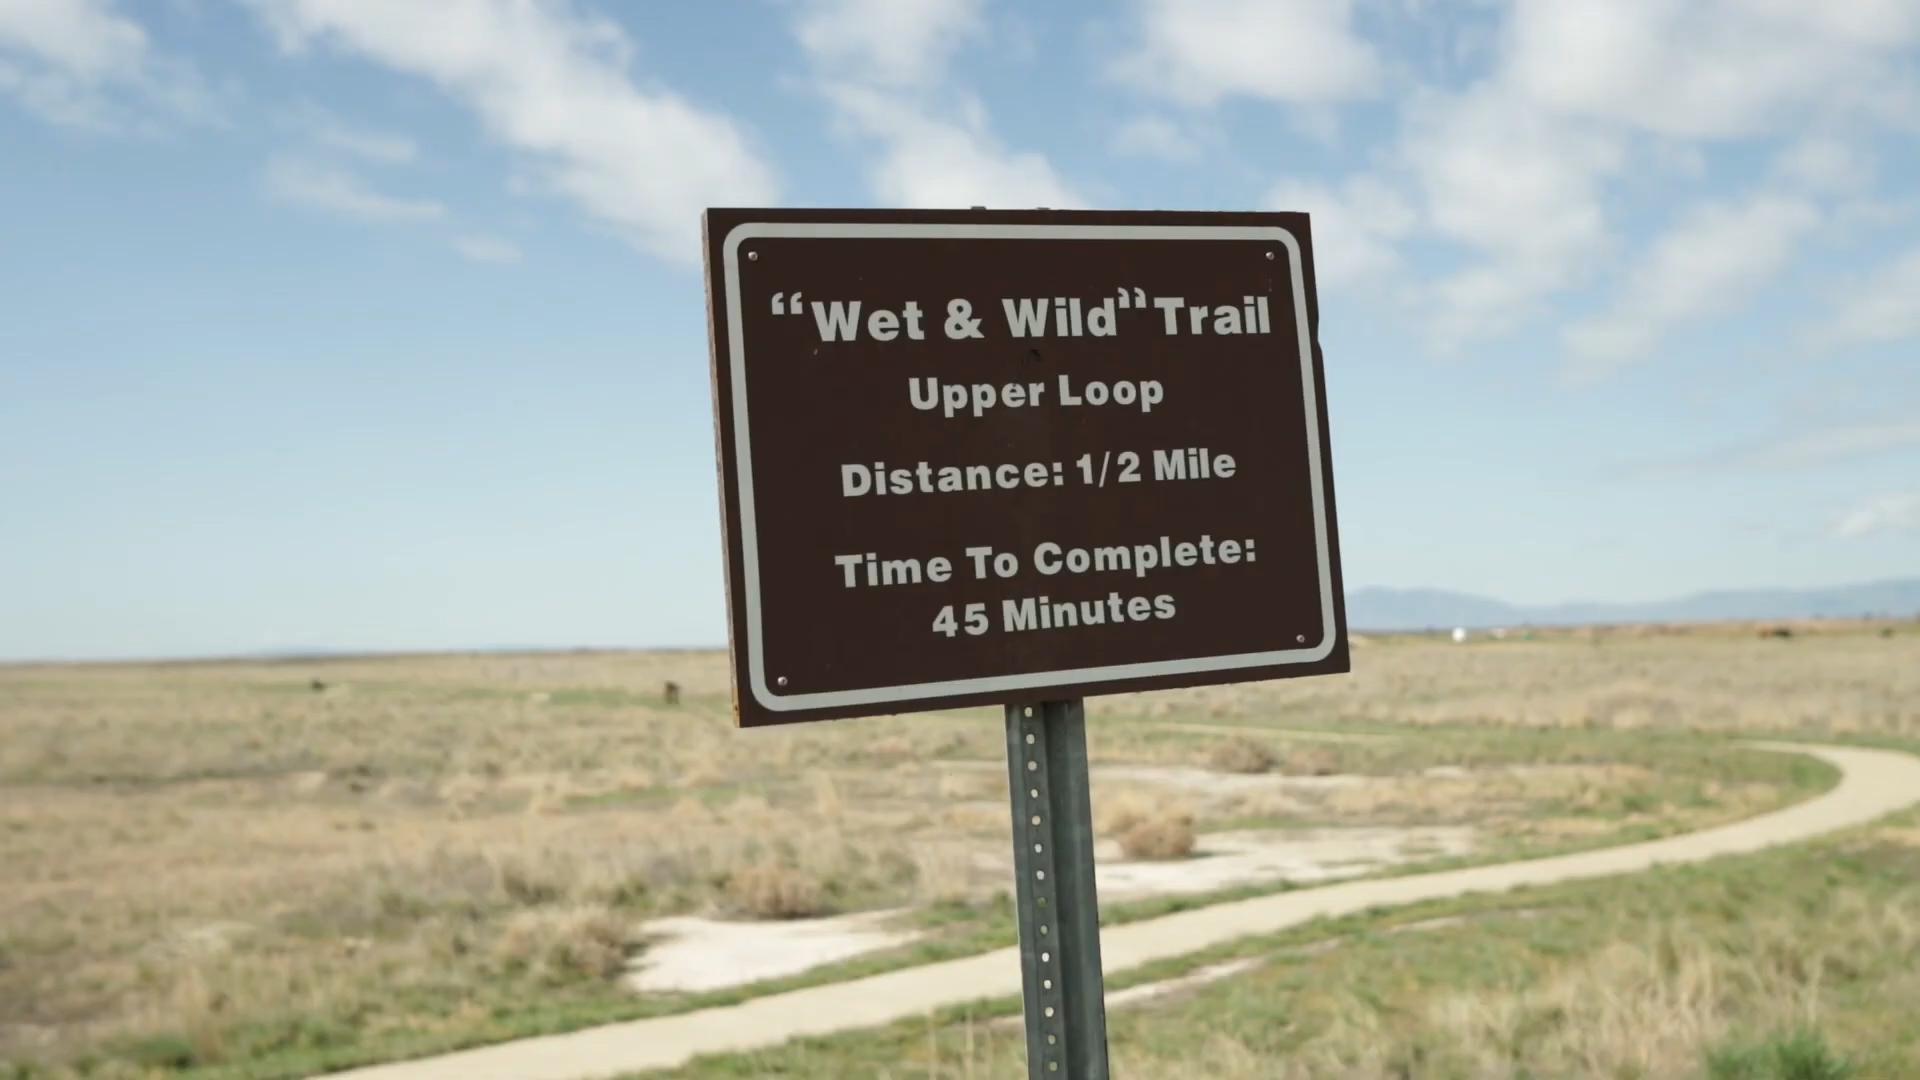 “Wet & Wild” Trail
Upper Loop
Distance: 1/2 Mile
Time To Complete:
45 Minutes